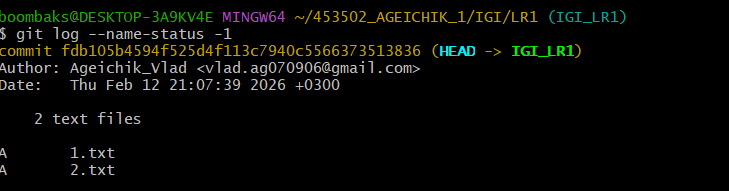 boombaks@DESKTOP-3A9KV4E MINGW64 ~/453502_AGEICHIK_1/IGI/LR1 (IGI_LR1)
$ git log --name-status -1
commit fdb105b4594f525d4f113c7940c5566373513836 (HEAD -> IGI_LR1)
Author: Ageichik_Vlad <vlad.ag070906@gmail.com>
Date:   Thu Feb 12 21:07:39 2026 +0300
    2 text files
A       1.txt
A       2.txt